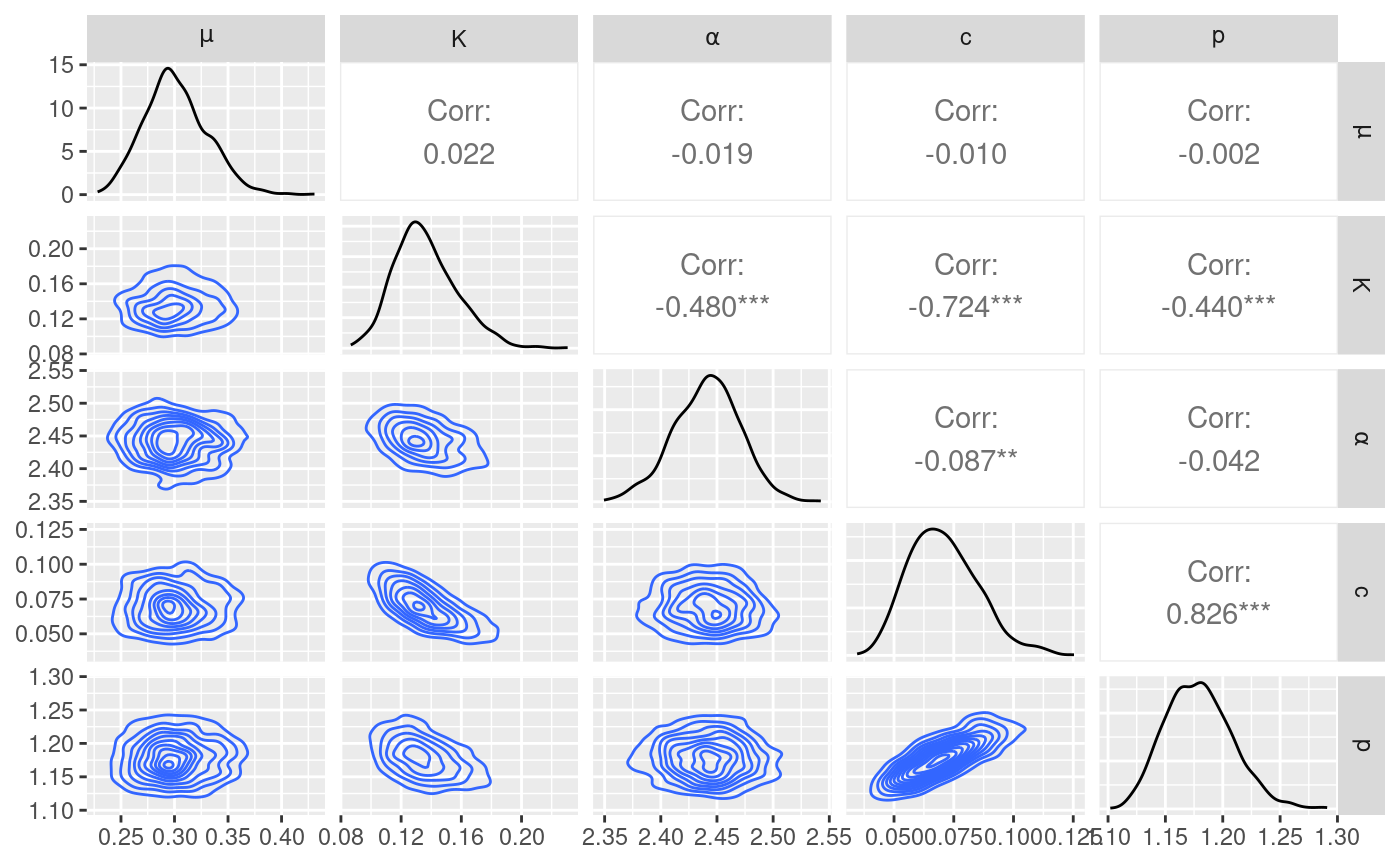 μ K α c p
15
10
5
0
Corr:
0.022
Corr:
-0.019
Corr:
-0.010
Corr:
-0.002
μ
0.20
0.16
0.12
0.08
Corr:
-0.480***
Corr:
-0.724***
Corr:
-0.440***
K
2.55
2.50
2.45
2.40
2.35
Corr:
-0.087**
Corr:
-0.042
α
0.125
0.100
0.075
0.050
Corr:
0.826***
c
1.30
1.25
1.20
1.15
1.10
p
0.25 0.30 0.35 0.40 0.08 0.12 0.16 0.20 2.35 2.40 2.45 2.50 2.55 0.050 0.075 0.100 0.125 1.10 1.15 1.20 1.25 1.30